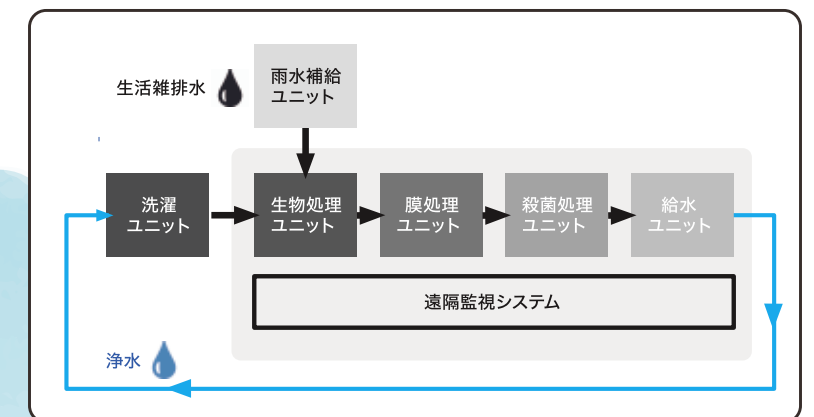 生活雑排水
雨水補給
ユニット
洗濯
ユニット
生物処理
ユニット
膜処理
ユニット
殺菌処理
ユニット
給水
ユニット
遠隔監視システム
浄水